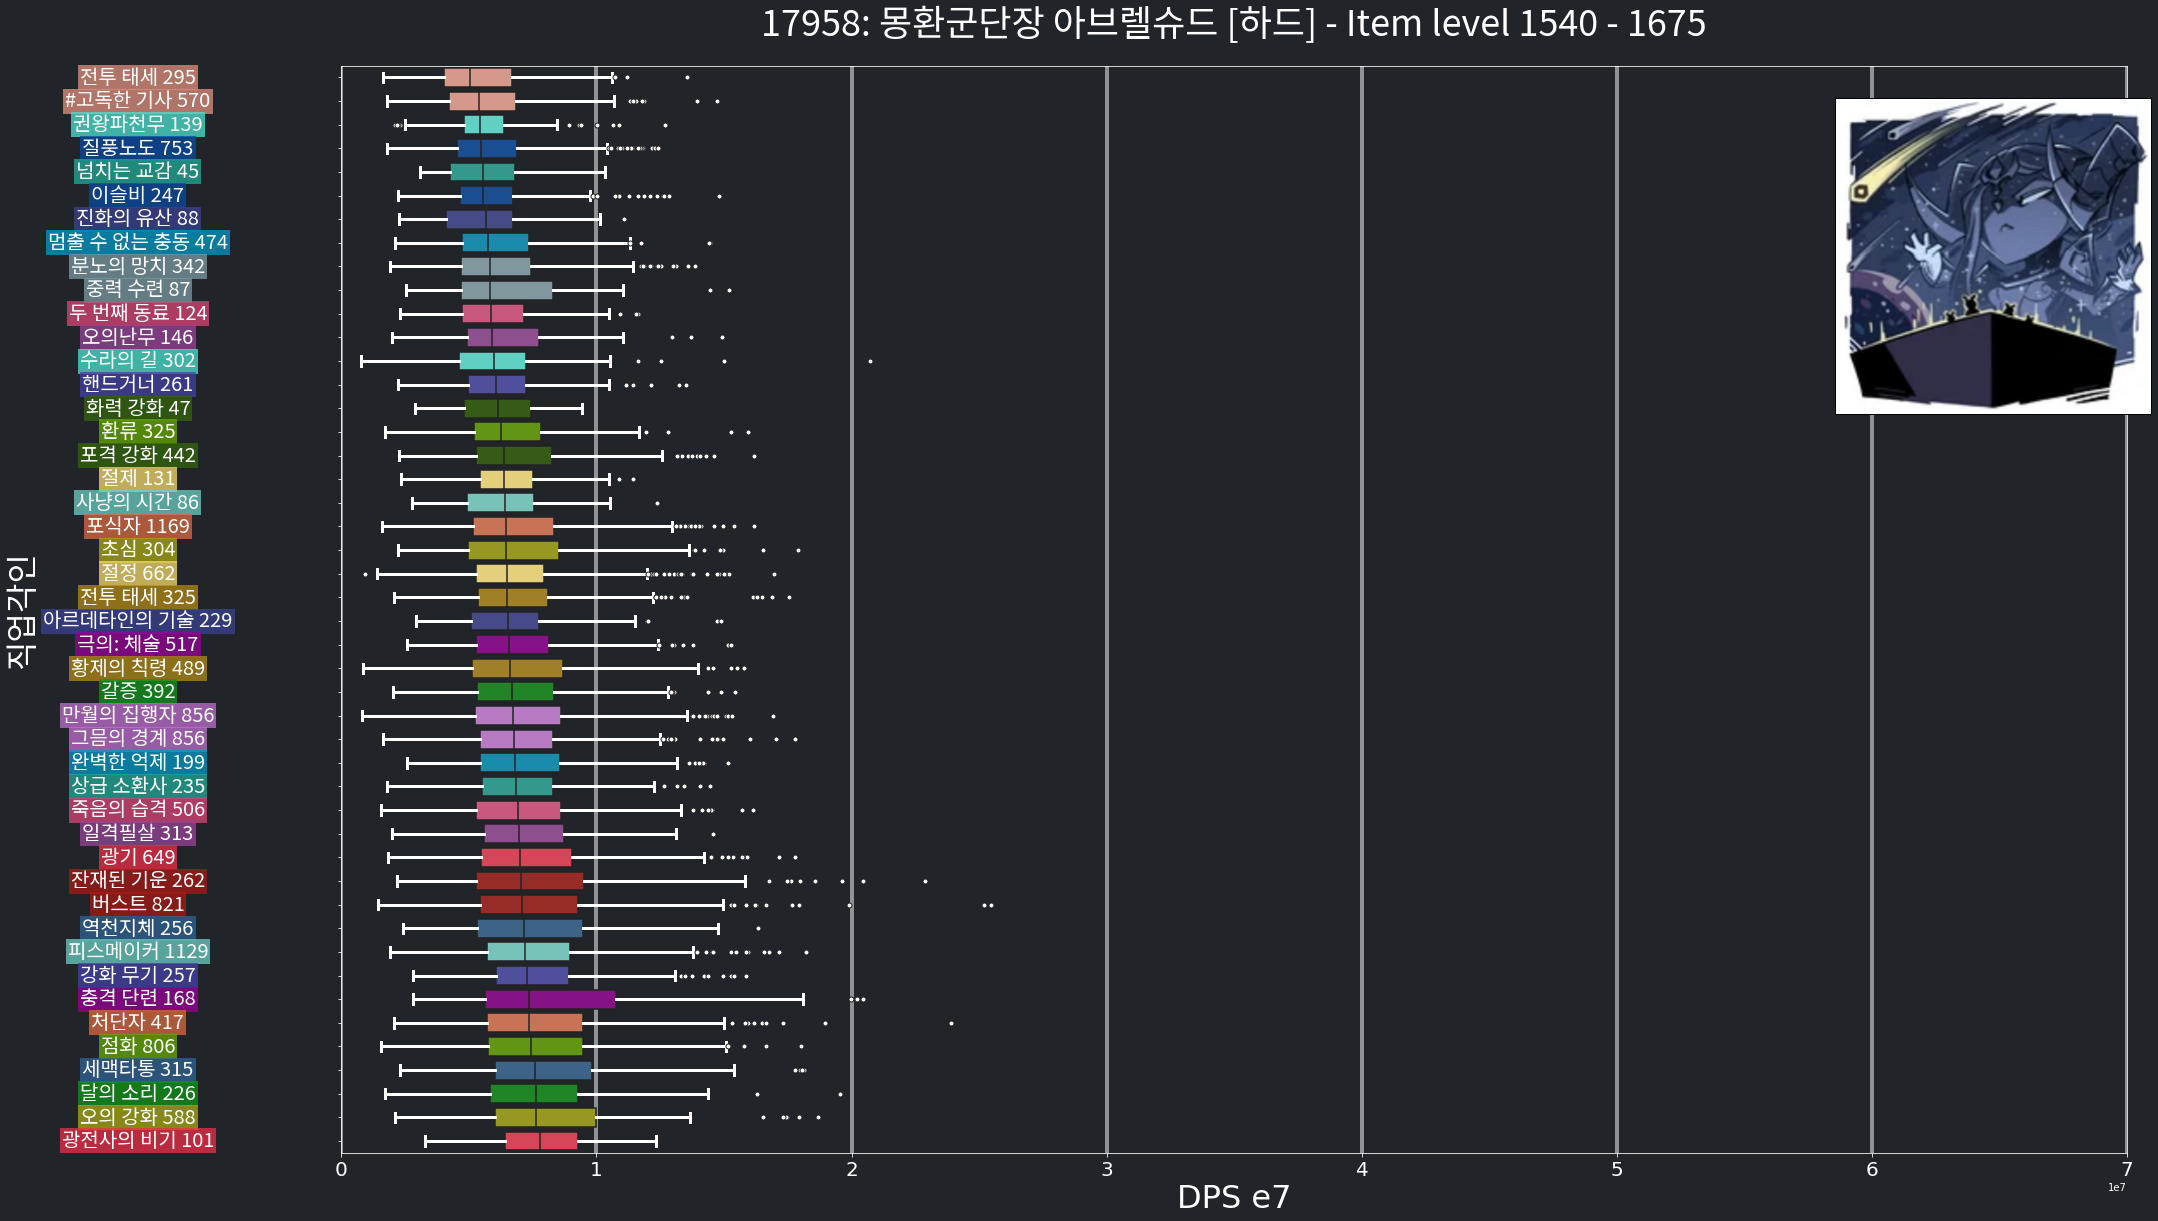 17958: 몽환군단장 아브렐슈드 [하드] - Item level 1540 - 1675
전투 태세 295
#고독한 기사 570
권왕파천무 139
질풍노도 753
넘치는 교감 45
이슬비 247
진화의 유산 88
멈출 수 없는 충동 474
분노의 망치 342
중력 수련 87
두 번째 동료 124
오의난무 146
수라의 길 302
핸드거너 261
화력 강화 47
환류 325
포격 강화 442
절제 131
사냥의 시간 86
포식자 1169
초심 304
절정 662
전투 태세 325
아르데타인의 기술 229
극의: 체술 517
황제의 칙령 489
갈증 392
만월의 집행자 856
그믐의 경계 856
완벽한 억제 199
상급 소환사 235
죽음의 습격 506
일격필살 313
광기 649
잔재된 기운 262
버스트 821
역천지체 256
피스메이커 1129
강화 무기 257
충격 단련 168
처단자 417
점화 806
세맥타통 315
달의 소리 226
오의 강화 588
광전사의 비기 101
직업각인
0 1 2 3 4 5 6 7
1e7
DPS e7